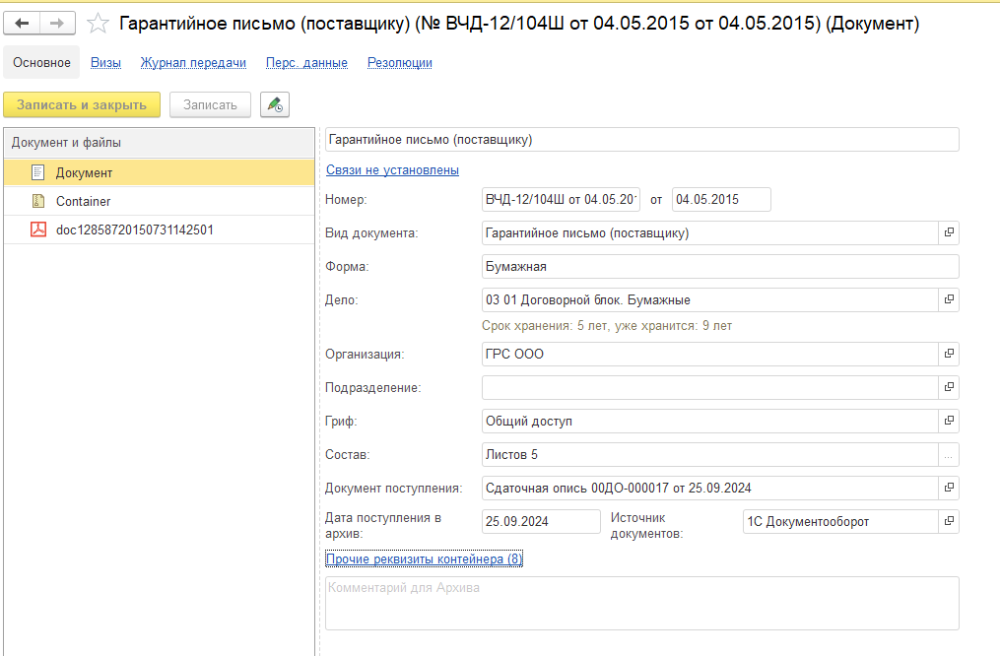 Гарантийное письмо (поставщику) (№ ВЧД-12/104Ш от 04.05.2015 от 04.05.2015) (Документ)
Основное Визы Журнал передачи Перс. данные Резолюции
Записать и закрыть Записать
Документ и файлы
Документ
Container
doc12858720150731142501
Гарантийное письмо (поставщику)
Связи не установлены
Номер: ВЧД-12/104Ш от 04.05.20 от 04.05.2015
Вид документа: Гарантийное письмо (поставщику)
Форма: Бумажная
Дело: 03 01 Договорной блок. Бумажные
Срок хранения: 5 лет, уже хранится: 9 лет
Организация: ГРС ООО
Подразделение:
Гриф: Общий доступ
Состав: Листов 5 ...
Документ поступления: Сдаточная опись 00ДО-000017 от 25.09.2024
Дата поступления в архив: 25.09.2024 Источник документов: 1С Документооборот
Прочие реквизиты контейнера (8)
Комментарий для Архива